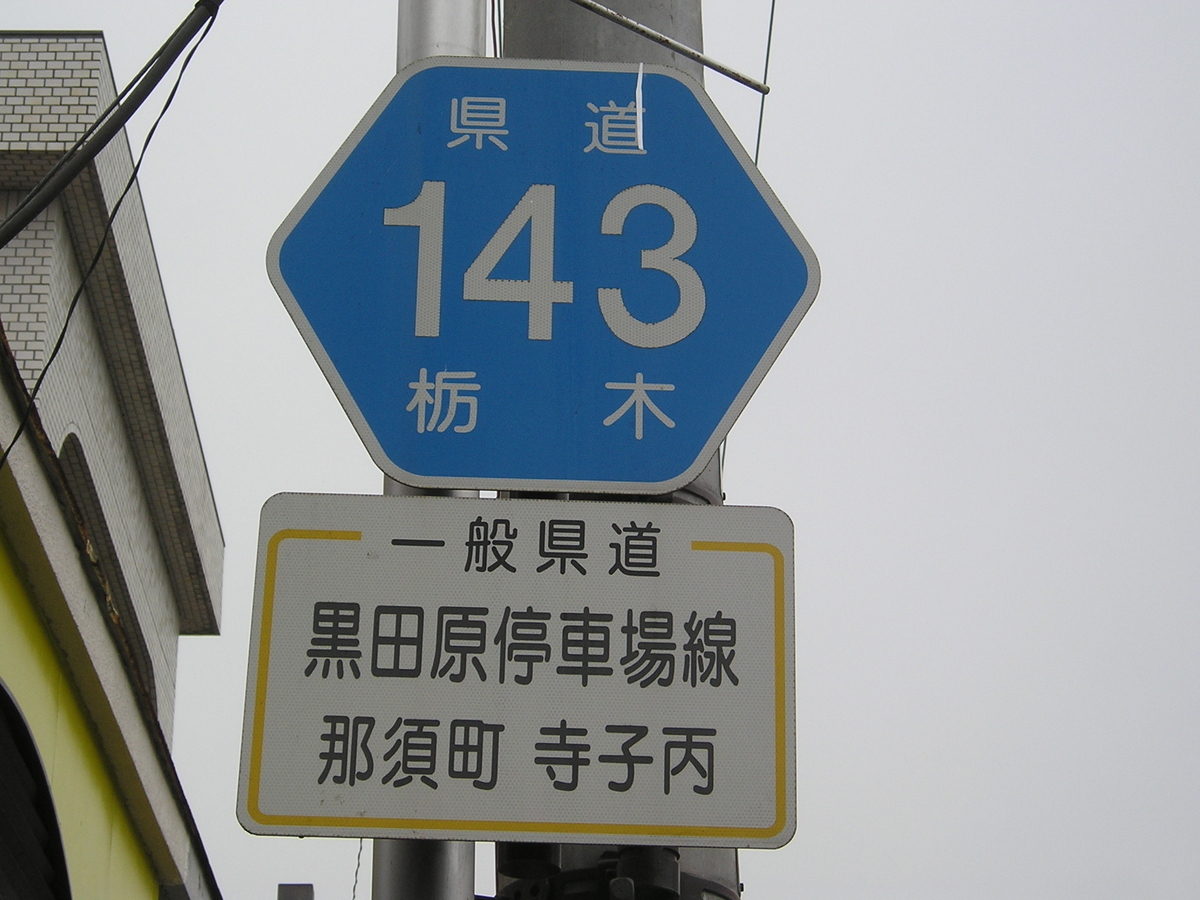 県道
143
栃木
一般県道
黒田原停車場線
那須町 寺子丙